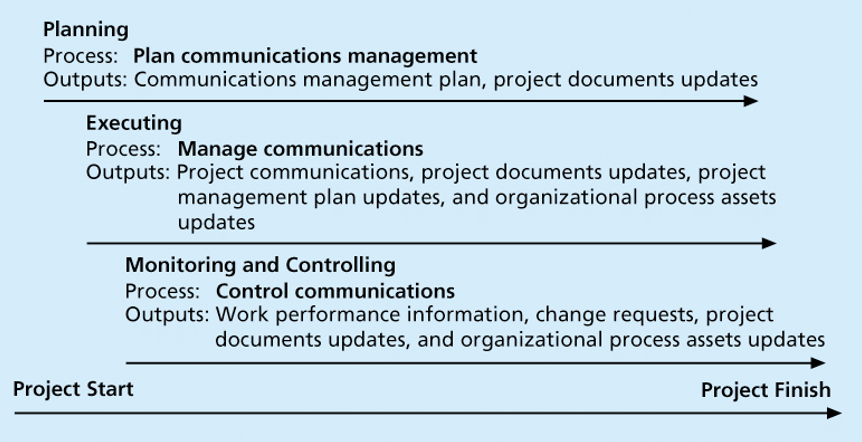 Planning
Process: Plan communications management
Outputs: Communications management plan, project documents updates
Executing
Process: Manage communications
Outputs: Project communications, project documents updates, project
management plan updates, and organizational process assets
updates
Monitoring and Controlling
Process: Control communications
Outputs: Work performance information, change requests, project
documents updates, and organizational process assets updates
Project Start
Project Finish